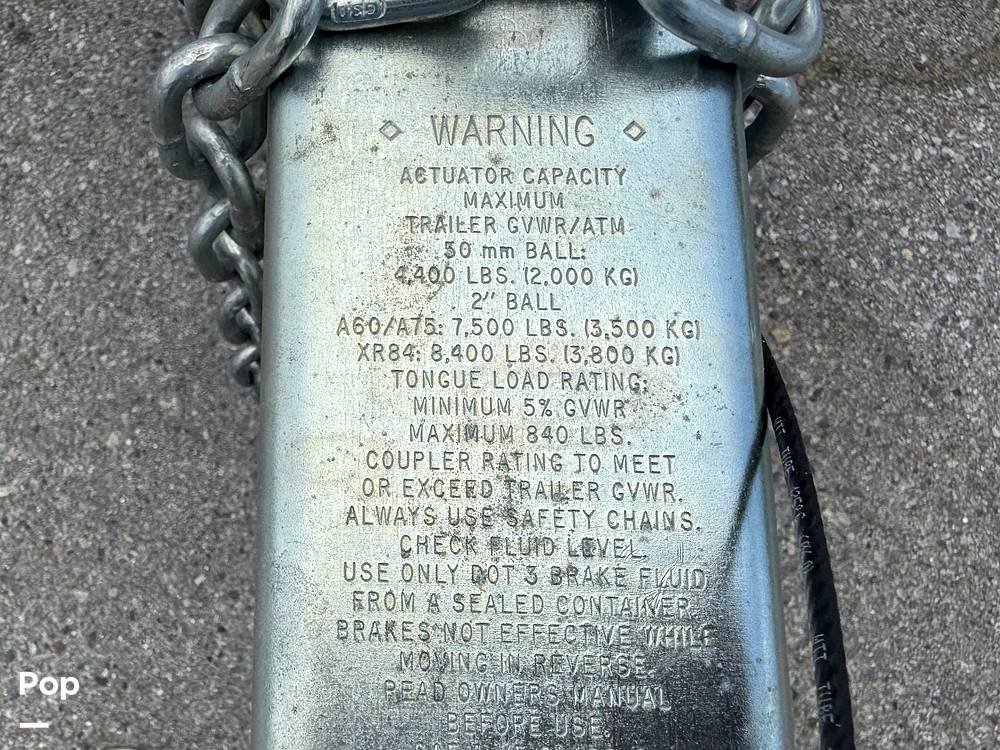 WARNING
ACTUATOR CAPACITY
MAXIMUM
TRAILER GVWR/ATM
50 mm BALL:
4,400 LBS. (2,000 KG)
2" BALL
A60/A75: 7,500 LBS. (3,500 KG)
XR84: 8,400 LBS. (3,800 KG)
TONGUE LOAD RATING:
MINIMUM 5% GVWR
MAXIMUM 840 LBS.
COUPLER RATING TO MEET
OR EXCEED TRAILER GVWR.
ALWAYS USE SAFETY CHAINS.
CHECK FLUID LEVEL.
USE ONLY DOT 3 BRAKE FLUID
FROM A SEALED CONTAINER.
BRAKES NOT EFFECTIVE WHILE
MOVING IN REVERSE.
READ OWNERS MANUAL
BEFORE USE.
HTT TUBE
HTT TUBE
Pop